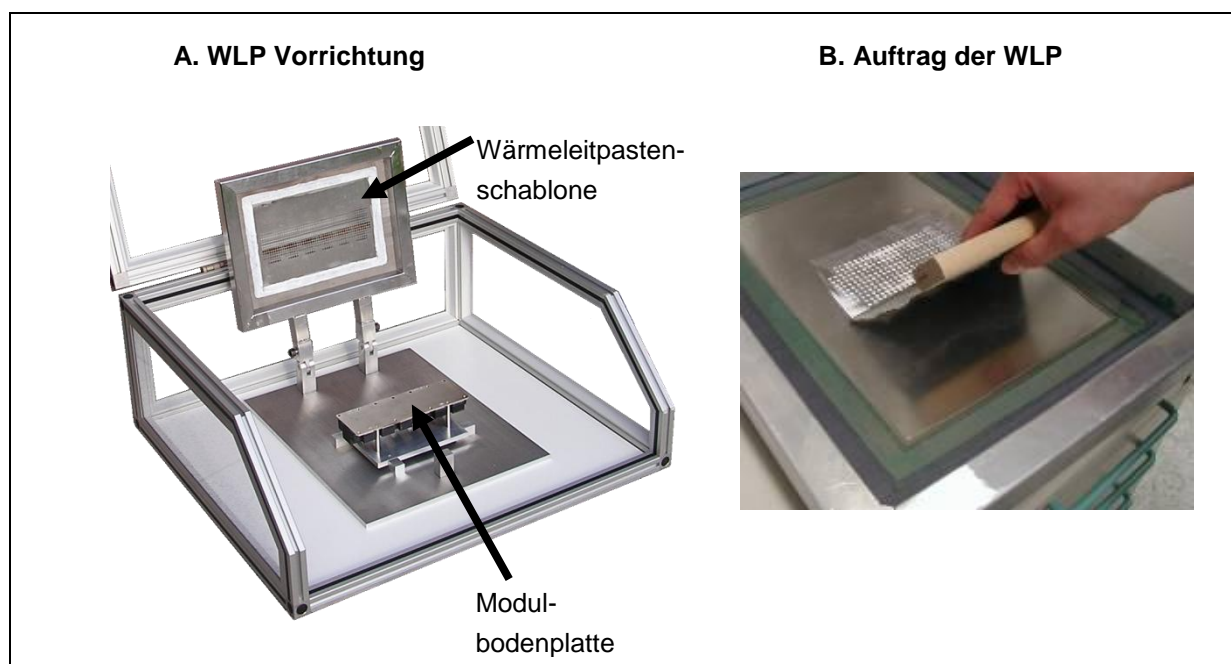 A. WLP Vorrichtung
B. Auftrag der WLP
Wärmeleitpasten-
schablone
Modul-
bodenplatte